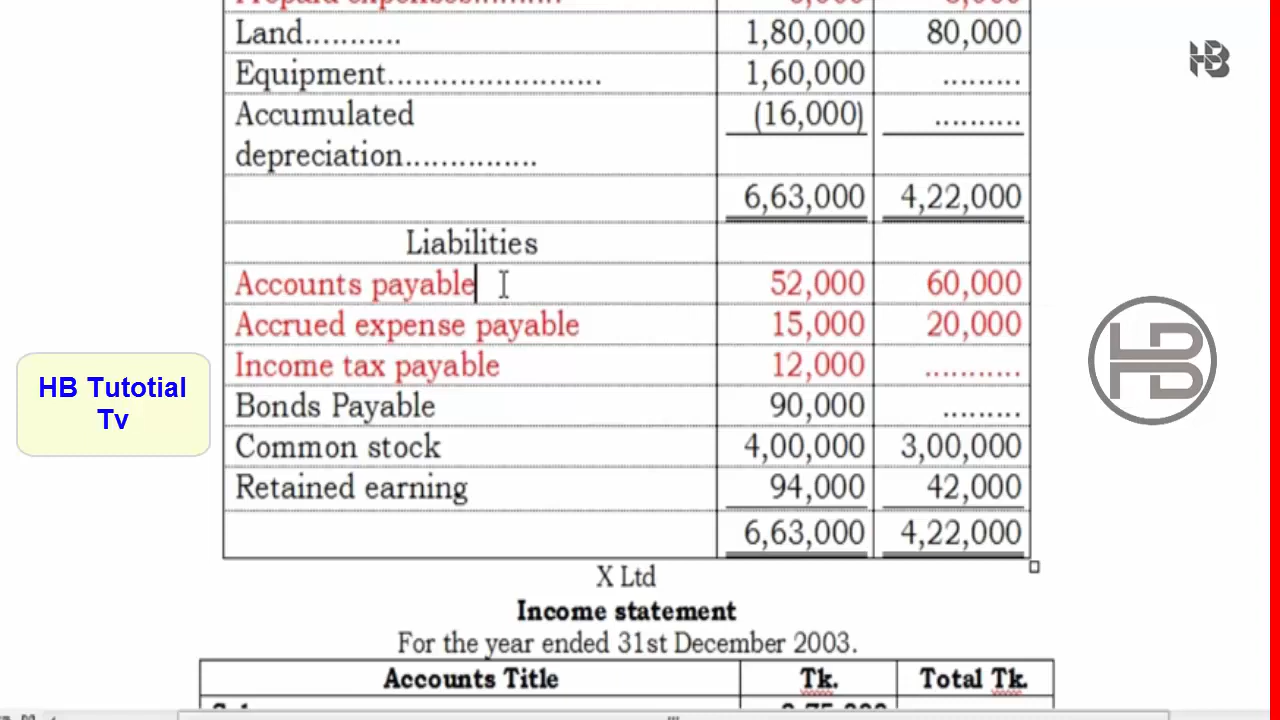 Land........... 1,80,000 80,000
Equipment........................ 1,60,000 .........
Accumulated (16,000) ..........
depreciation...............
6,63,000 4,22,000
Liabilities
Accounts payable 52,000 60,000
Accrued expense payable 15,000 20,000
Income tax payable 12,000 ...........
Bonds Payable 90,000 .........
Common stock 4,00,000 3,00,000
Retained earning 94,000 42,000
6,63,000 4,22,000
X Ltd
Income statement
For the year ended 31st December 2003.
Accounts Title Tk. Total Tk.
HB Tutotial
Tv
HB
HB